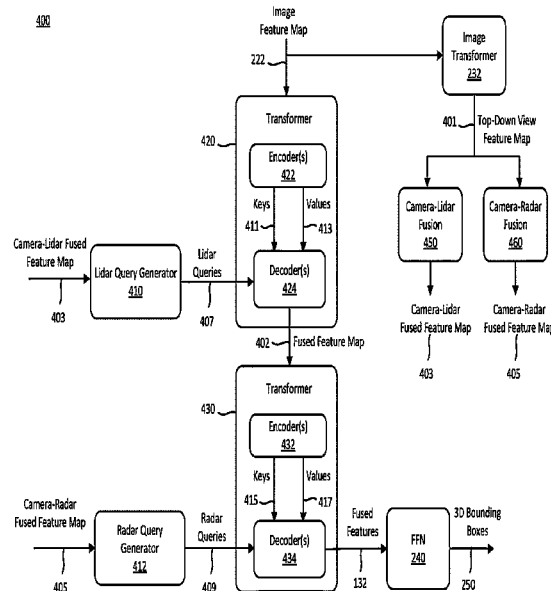 400
Image
Feature Map
222
Image
Transformer
232
401
Top-Down View
Feature Map
Transformer
420
Encoder(s)
422
Keys
Values
411
413
Camera-Lidar
Fusion
450
Camera-Radar
Fusion
460
Camera-Lidar Fused
Feature Map
403
Lidar Query Generator
410
Lidar
Queries
407
Decoder(s)
424
Camera-Lidar
Fused Feature Map
403
Camera-Radar
Fused Feature Map
405
402
Fused Feature Map
Transformer
430
Encoder(s)
432
Keys
Values
415
417
Camera-Radar
Fused Feature Map
405
Radar Query
Generator
412
Radar
Queries
409
Decoder(s)
434
Fused
Features
132
FFN
240
3D Bounding
Boxes
250